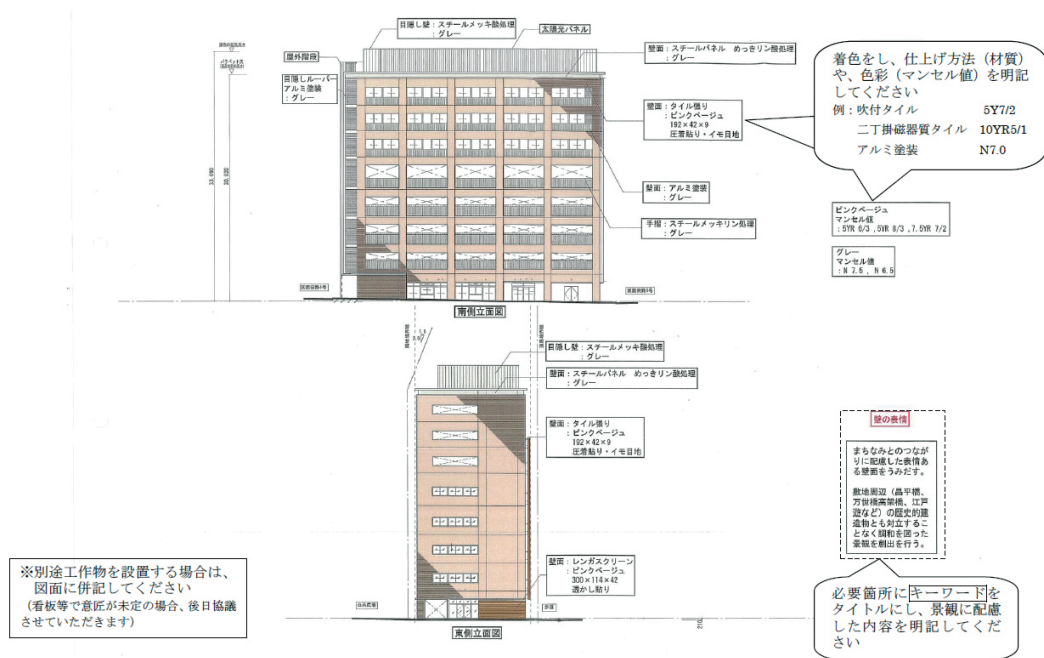 目隠し壁：スチールメッキ酸処理
：グレー
太陽光パネル
屋外階段
目隠しルーバー
アルミ塗装
：グレー
壁面：スチールパネル　めっきリン酸処理
：グレー
壁面：タイル張り
：ピンクベージュ
192×42×9
圧着貼り・イモ目地
壁面：アルミ塗装
：グレー
手摺：スチールメッキリン処理
：グレー
南側立面図
着色をし、仕上げ方法（材質）
や、色彩（マンセル値）を明記
してください
例：吹付タイル　5Y7/2
二丁掛磁器質タイル　10YR5/1
アルミ塗装　N7.0
ピンクベージュ
マンセル値
：5YR 6/3 ,5YR 8/3 ,7.5YR 7/2
グレー
マンセル値
：N 7.5 , N 6.5
目隠し壁：スチールメッキ酸処理
：グレー
壁面：スチールパネル　めっきリン酸処理
：グレー
壁面：タイル張り
：ピンクベージュ
192×42×9
圧着貼り・イモ目地
壁面：レンガスクリーン
：ピンクベージュ
300×114×42
透かし貼り
歩道
東側立面図
壁の表情
まちなみとのつなが
りに配慮した表情あ
る壁面をうみだす。
敷地周辺（昌平橋、
万世橋高架橋、江戸
遊など）の歴史的建
造物とも対立するこ
となく調和を図った
景観を創出を行う。
必要箇所にキーワードを
タイトルにし、景観に配慮
した内容を明記してくだ
さい
※別途工作物を設置する場合は、
図面に併記してください
（看板等で意匠が未定の場合、後日協議
させていただきます）